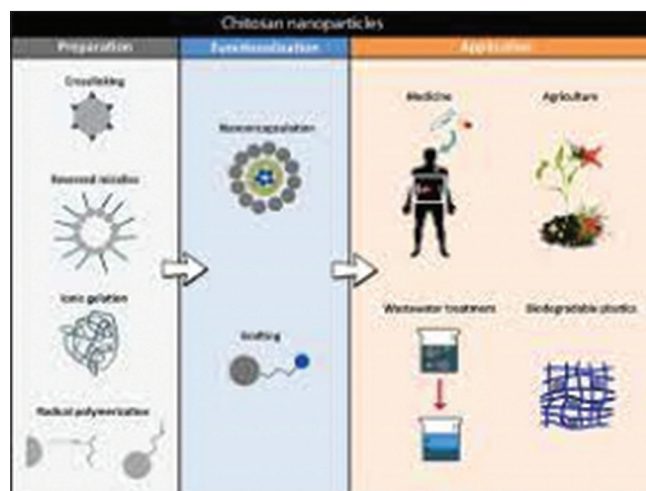 Chitosan nanoparticles
Preparation
Functionalization
Application
Crosslinking
Reversed micelles
Ionic gelation
Radical polymerization
Nanoencapsulation
Grafting
Medicine
Agriculture
Wastewater treatment
Biodegradable plastics